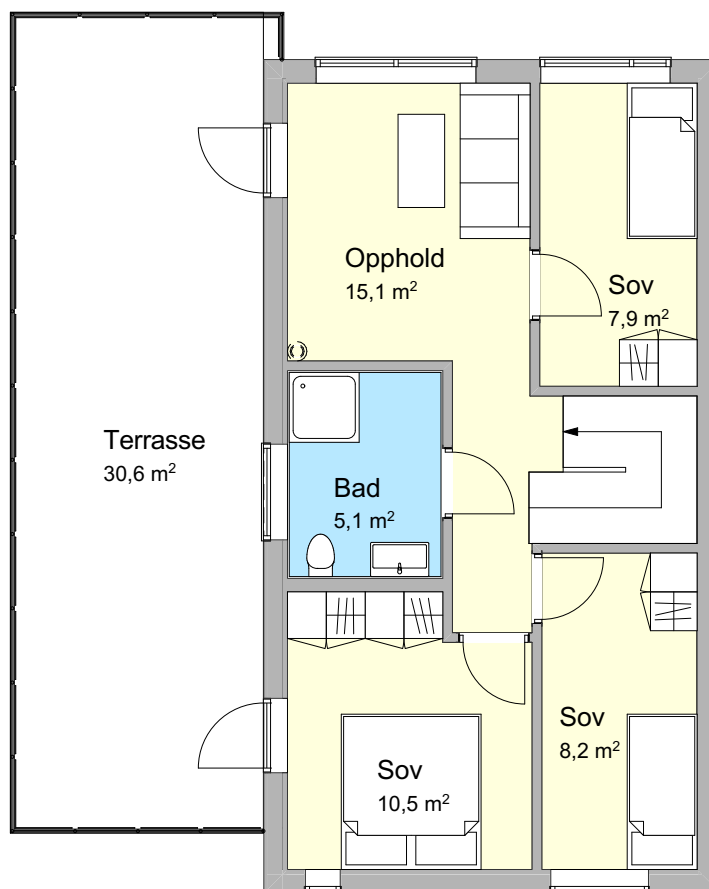 Opphold
15,1 m²
Sov
7,9 m²
Terrasse
30,6 m²
Bad
5,1 m²
Sov
8,2 m²
Sov
10,5 m²